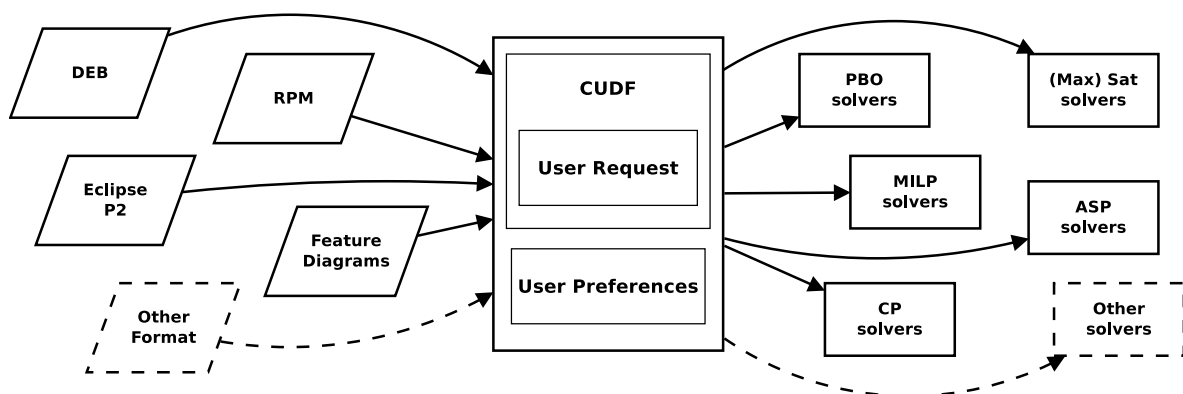 DEB
RPM
Eclipse
P2
Feature
Diagrams
Other
Format
CUDF
User Request
User Preferences
PBO
solvers
(Max) Sat
solvers
MILP
solvers
ASP
solvers
CP
solvers
Other
solvers